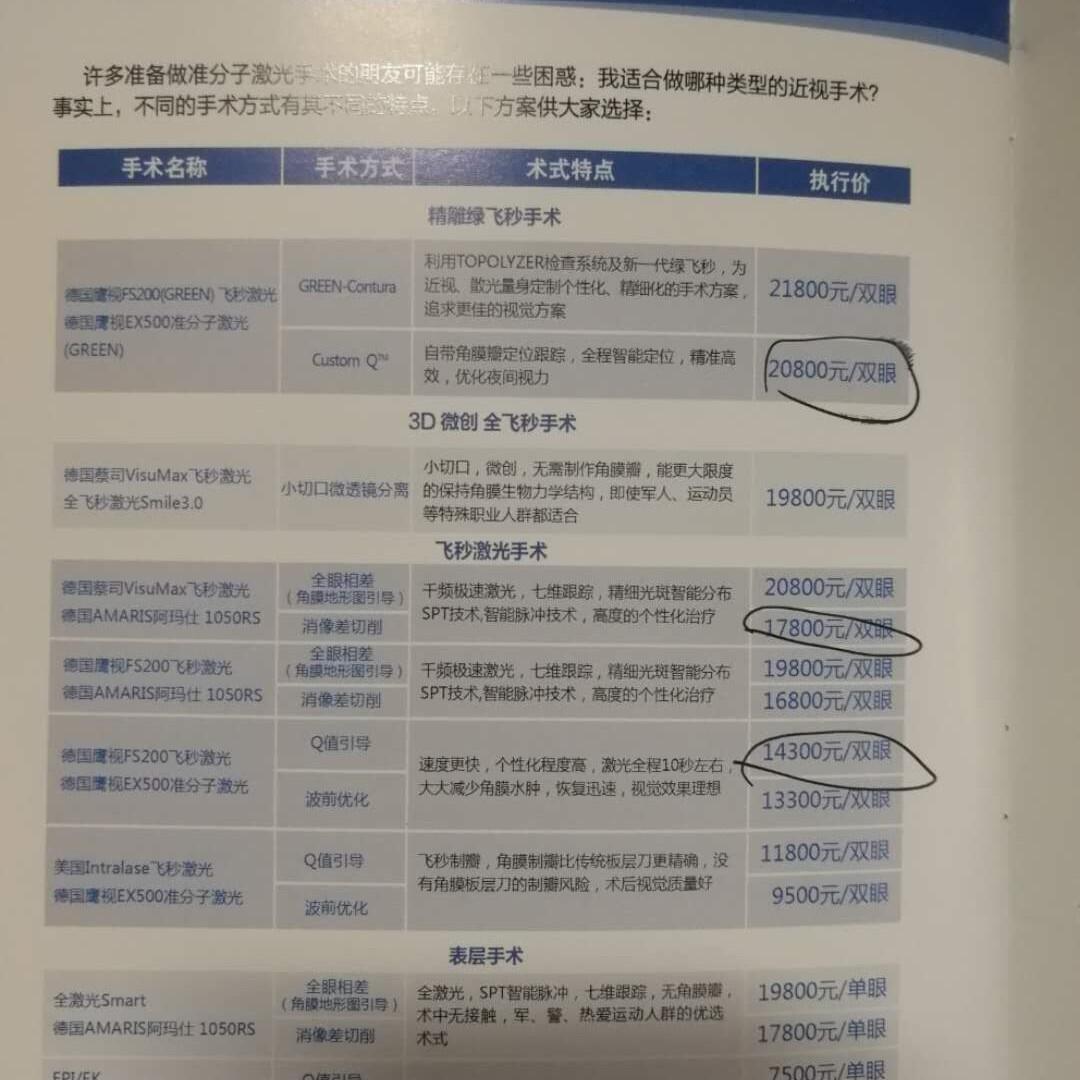 许多准备做准分子激光手术的朋友可能存在一些困惑：我适合做哪种类型的近视手术？
事实上，不同的手术方式有其不同的特点。以下方案供大家选择：
手术名称 手术方式 术式特点 执行价
精雕绿飞秒手术
德国鹰视FS200(GREEN) 飞秒激光
德国鹰视EX500准分子激光
(GREEN)
GREEN-Contura
利用TOPOLYZER检查系统及新一代绿飞秒，为
近视、散光量身定制个性化、精细化的手术方案，
追求更佳的视觉方案
21800元/双眼
Custom Q™
自带角膜瓣定位跟踪，全程智能定位，精准高
效，优化夜间视力
20800元/双眼
3D 微创 全飞秒手术
德国蔡司VisuMax飞秒激光
全飞秒激光Smile3.0
小切口微透镜分离
小切口，微创，无需制作角膜瓣，能更大限度
的保持角膜生物力学结构，即使军人、运动员
等特殊职业人群都适合
19800元/双眼
飞秒激光手术
德国蔡司VisuMax飞秒激光
德国AMARIS阿玛仕 1050RS
全眼相差
（角膜地形图引导）
消像差切削
千频极速激光，七维跟踪，精细光斑智能分布
SPT技术,智能脉冲技术，高度的个性化治疗
20800元/双眼
17800元/双眼
德国鹰视FS200飞秒激光
德国AMARIS阿玛仕 1050RS
全眼相差
（角膜地形图引导）
消像差切削
千频极速激光，七维跟踪，精细光斑智能分布
SPT技术,智能脉冲技术，高度的个性化治疗
19800元/双眼
16800元/双眼
德国鹰视FS200飞秒激光
德国鹰视EX500准分子激光
Q值引导
波前优化
速度更快，个性化程度高，激光全程10秒左右，
大大减少角膜水肿，恢复迅速，视觉效果理想
14300元/双眼
13300元/双眼
美国Intralase飞秒激光
德国鹰视EX500准分子激光
Q值引导
波前优化
飞秒制瓣，角膜制瓣比传统板层刀更精确，没
有角膜板层刀的制瓣风险，术后视觉质量好
11800元/双眼
9500元/双眼
表层手术
全激光Smart
德国AMARIS阿玛仕 1050RS
全眼相差
（角膜地形图引导）
消像差切削
全激光，SPT智能脉冲，七维跟踪，无角膜瓣，
术中无接触，军、警、热爱运动人群的优选
术式
19800元/单眼
17800元/单眼
EPI/EK
Q值引导
7500元/单眼